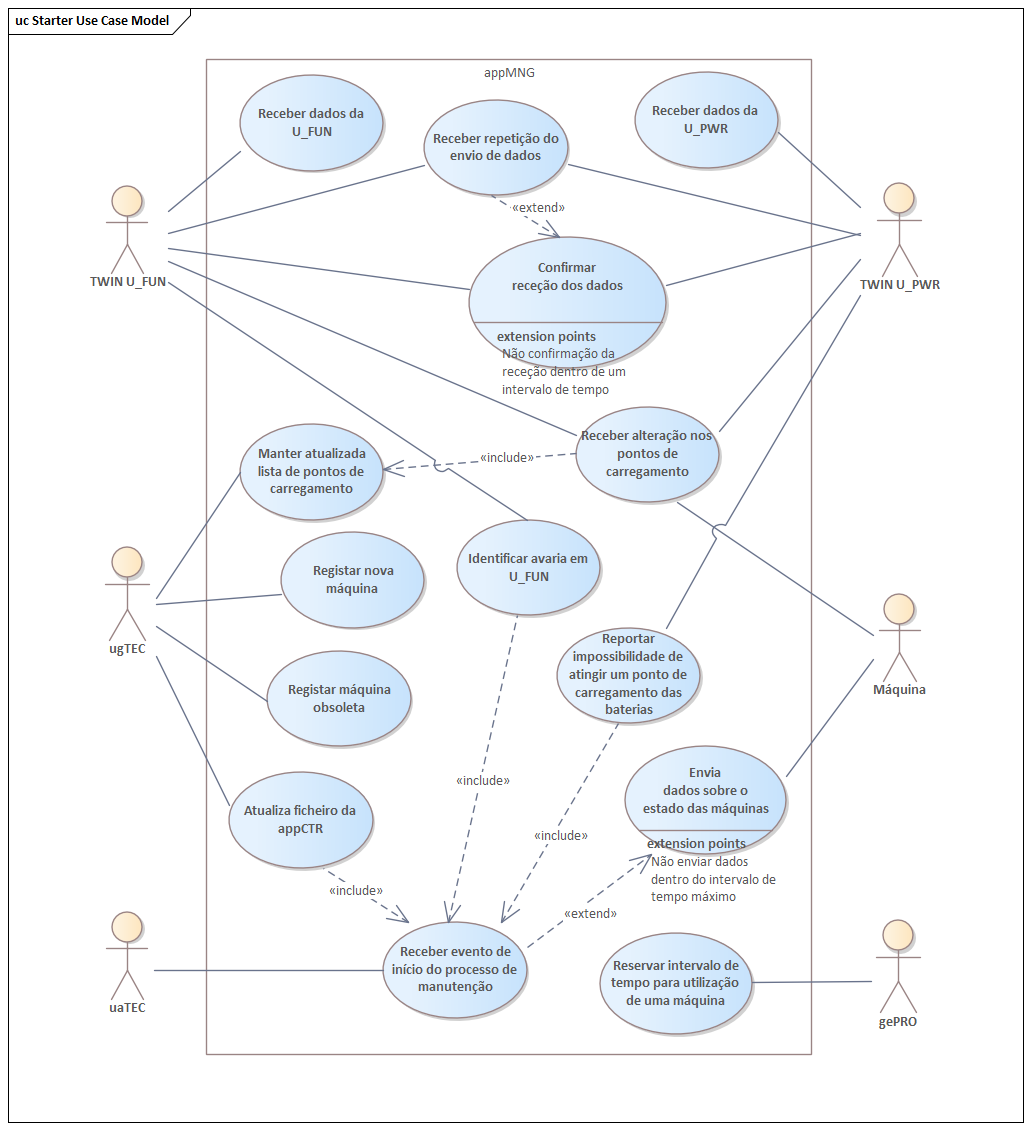 uc Starter Use Case Model
appMNG
Receber dados da
U_FUN
Receber repetição do
envio de dados
Receber dados da
U_PWR
«extend»
TWIN U_FUN
TWIN U_PWR
Confirmar
receção dos dados
extension points
Não confirmação da
receção dentro de um
intervalo de tempo
Receber alteração nos
pontos de
carregamento
Manter atualizada
lista de pontos de
carregamento
«include»
Identificar avaria em
U_FUN
Registar nova
máquina
ugTEC
Reportar
impossibilidade de
atingir um ponto de
carregamento das
baterias
Máquina
Registar máquina
obsoleta
«include»
Envia
dados sobre o
estado das máquinas
extension points
Não enviar dados
dentro do intervalo de
tempo máximo
Atualiza ficheiro da
appCTR
«include»
«include»
«extend»
Receber evento de
início do processo de
manutenção
Reservar intervalo de
tempo para utilização
de uma máquina
uaTEC
gePRO